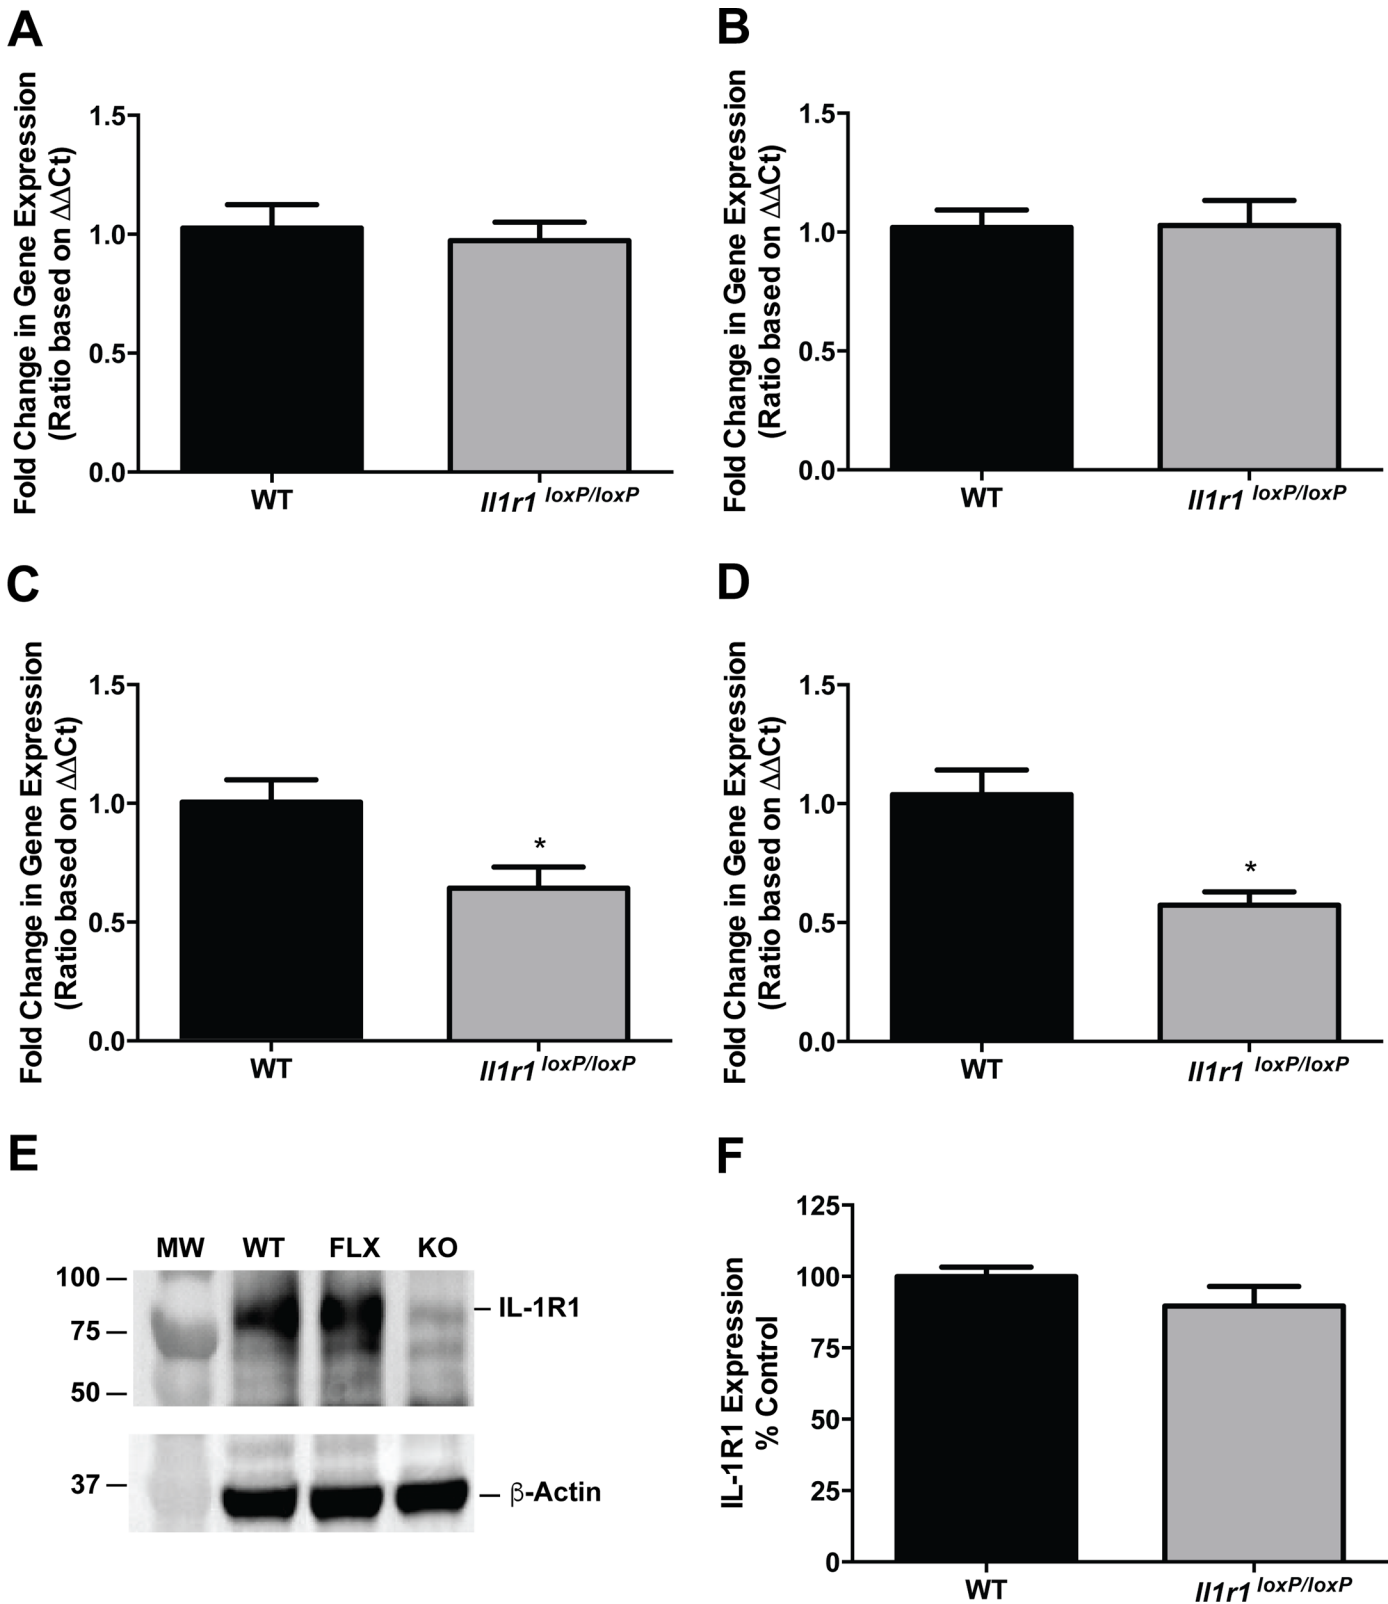 A
Fold Change in Gene Expression
(Ratio based on ΔΔCt)
1.5
1.0
0.5
0.0
WT
Il1r1 loxP/loxP
B
Fold Change in Gene Expression
(Ratio based on ΔΔCt)
1.5
1.0
0.5
0.0
WT
Il1r1 loxP/loxP
C
Fold Change in Gene Expression
(Ratio based on ΔΔCt)
1.5
1.0
0.5
0.0
*
WT
Il1r1 loxP/loxP
D
Fold Change in Gene Expression
(Ratio based on ΔΔCt)
1.5
1.0
0.5
0.0
*
WT
Il1r1 loxP/loxP
E
MW WT FLX KO
100
75
50
IL-1R1
37
β-Actin
F
IL-1R1 Expression
% Control
125
100
75
50
25
0
WT
Il1r1 loxP/loxP